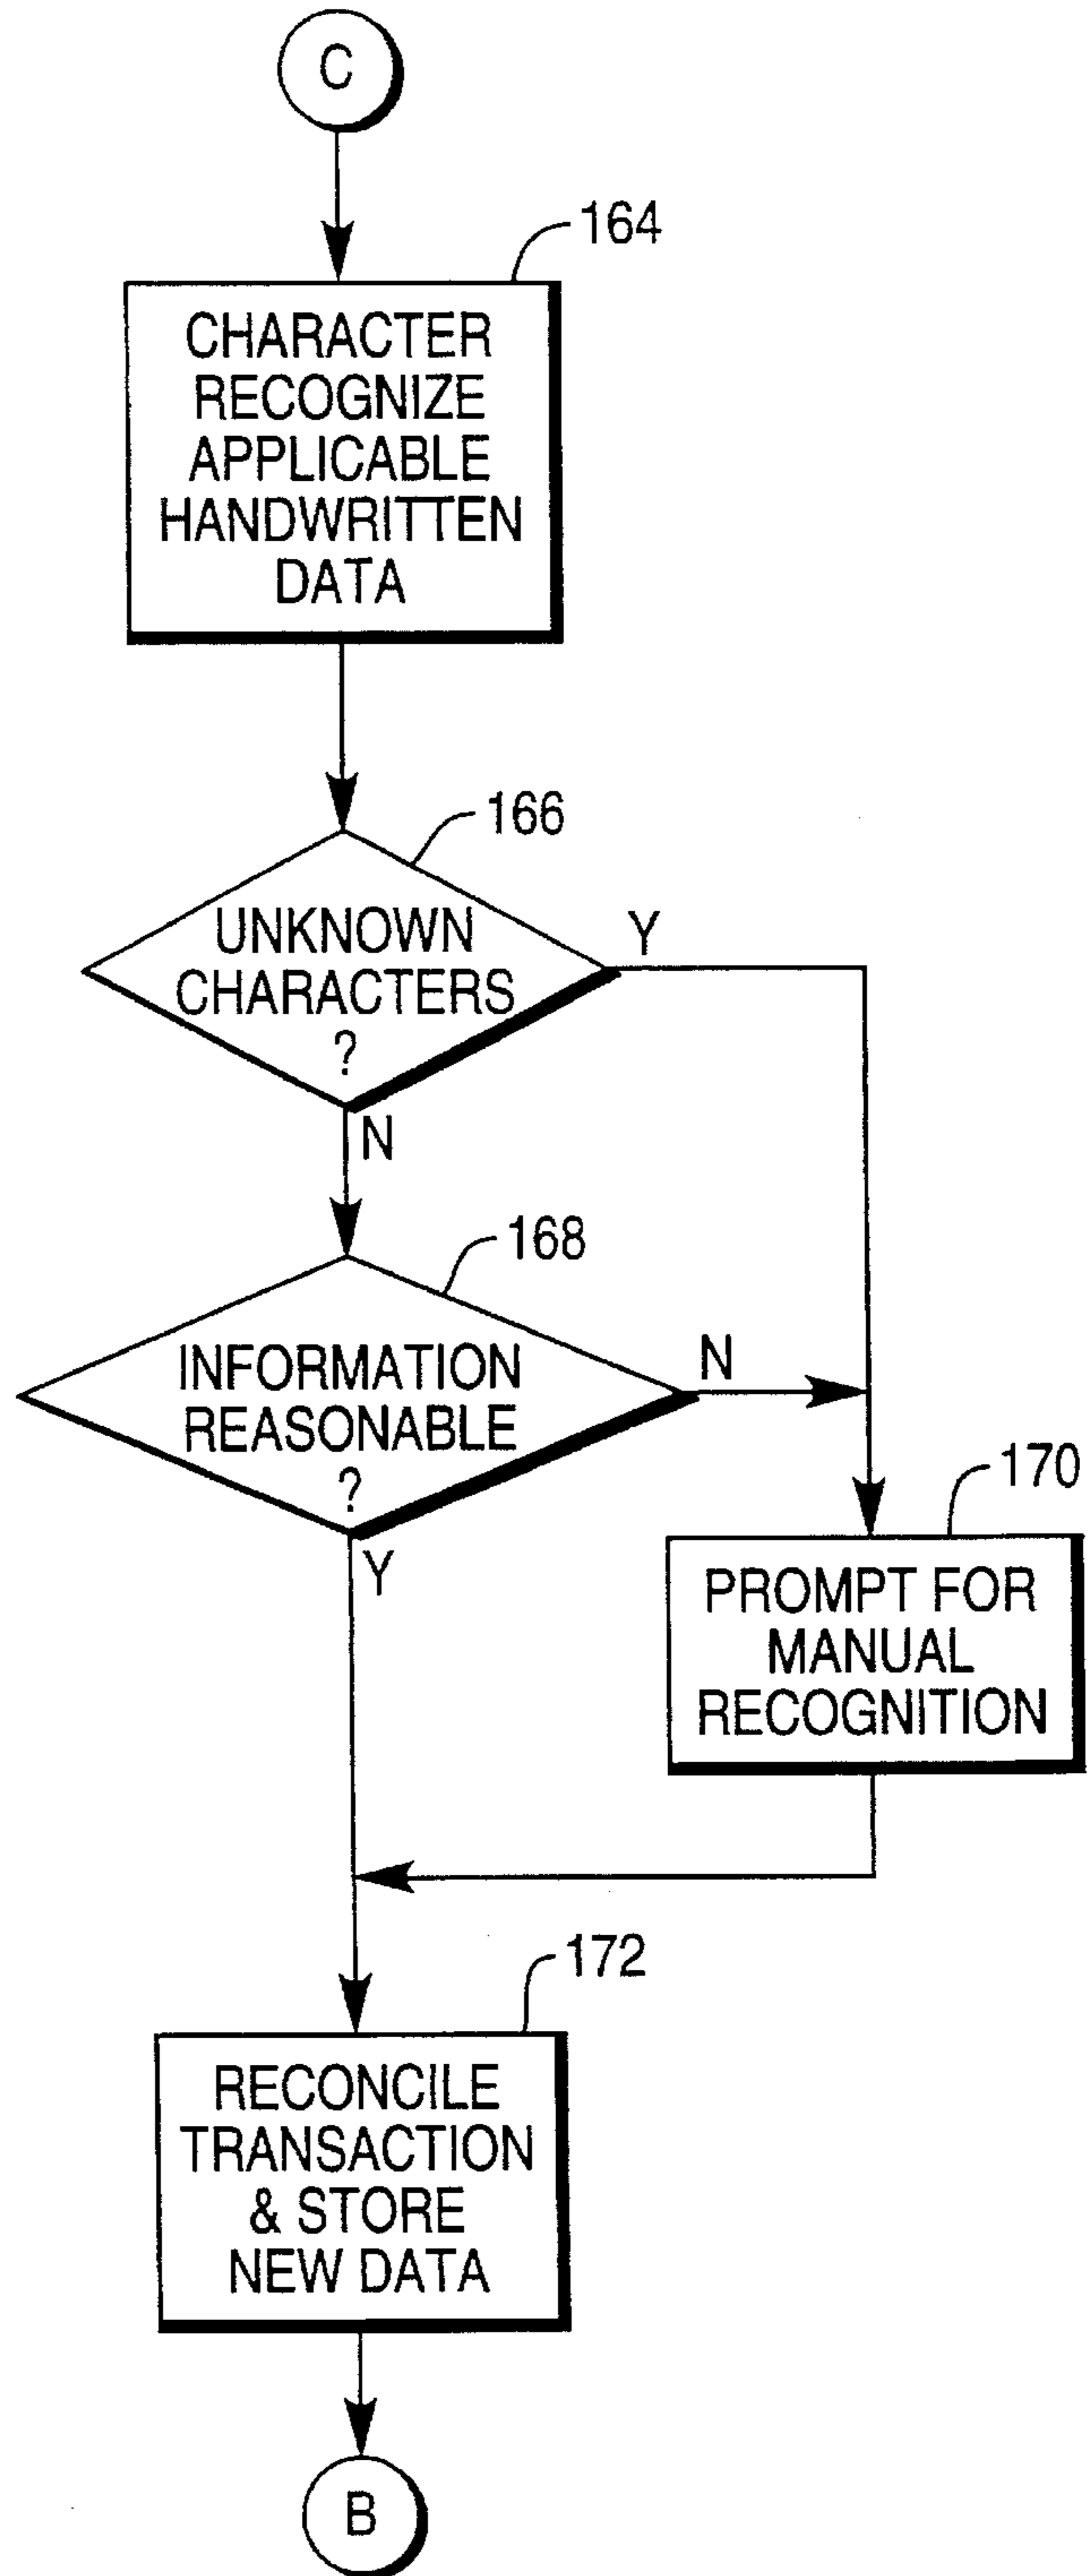 C
164
CHARACTER
RECOGNIZE
APPLICABLE
HANDWRITTEN
DATA
166
UNKNOWN
CHARACTERS
?
Y
N
168
INFORMATION
REASONABLE
?
N
Y
170
PROMPT FOR
MANUAL
RECOGNITION
172
RECONCILE
TRANSACTION
& STORE
NEW DATA
B